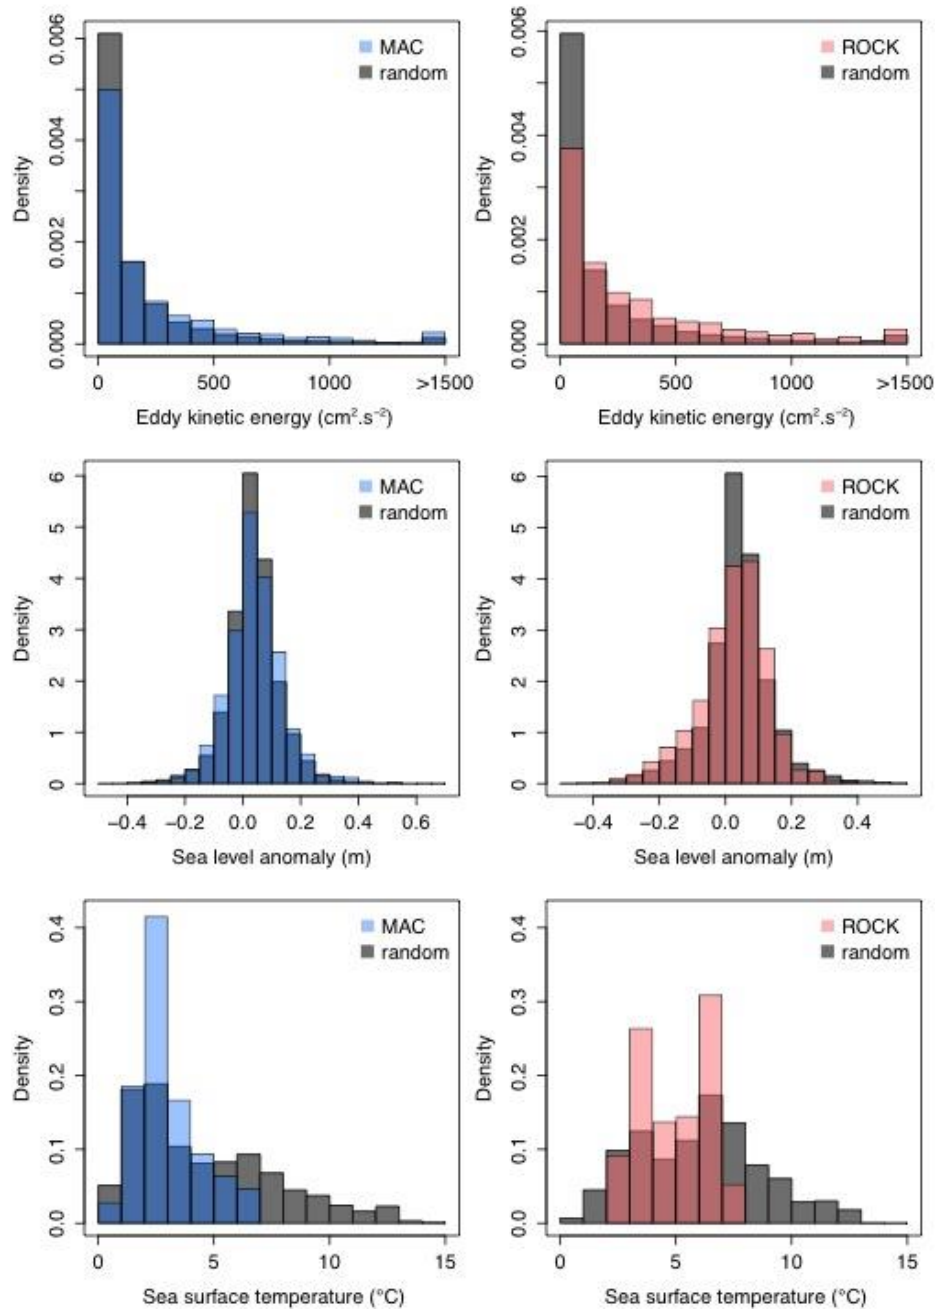 MAC
random
Density
0.000
0.002
0.004
0.006
0
500
1000
>1500
Eddy kinetic energy (cm².s⁻²)
ROCK
random
Density
0.000
0.002
0.004
0.006
0
500
1000
>1500
Eddy kinetic energy (cm².s⁻²)
MAC
random
Density
0
1
2
3
4
5
6
−0.4
−0.2
0.0
0.2
0.4
0.6
Sea level anomaly (m)
ROCK
random
Density
0
1
2
3
4
5
6
−0.4
−0.2
0.0
0.2
0.4
Sea level anomaly (m)
MAC
random
Density
0.0
0.1
0.2
0.3
0.4
0
5
10
15
Sea surface temperature (°C)
ROCK
random
Density
0.0
0.1
0.2
0.3
0.4
0
5
10
15
Sea surface temperature (°C)